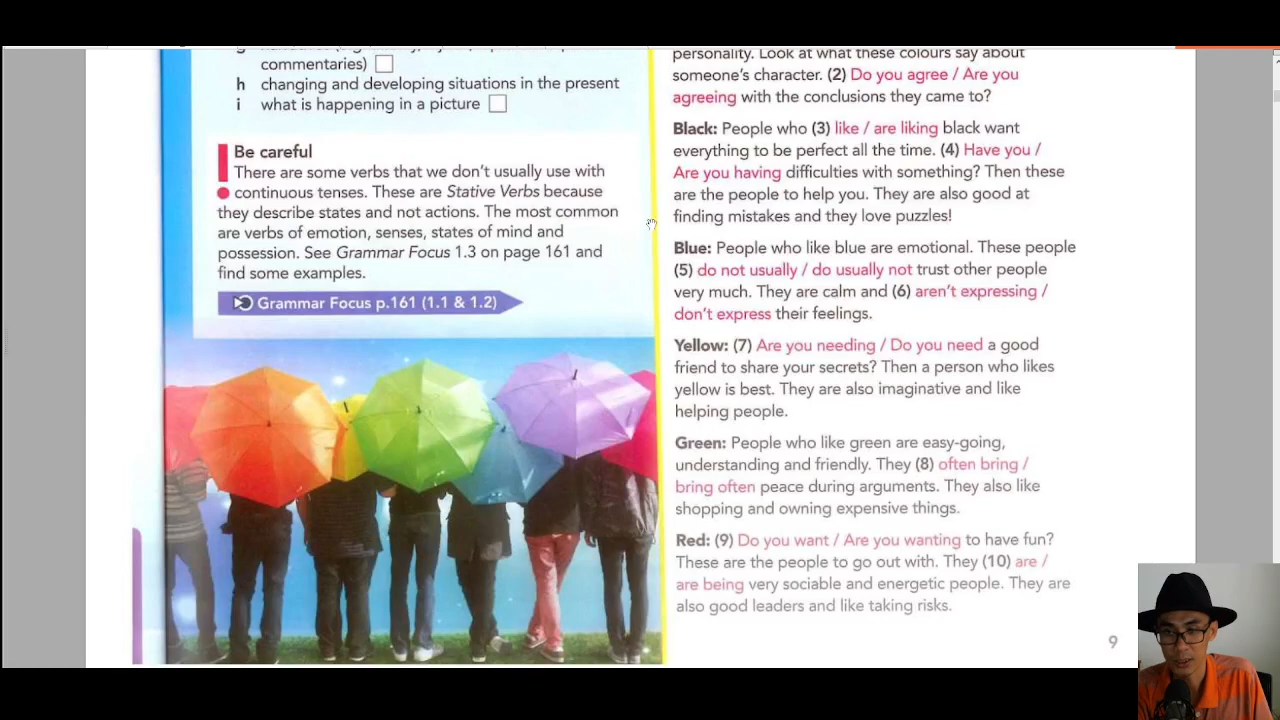 commentaries)
h changing and developing situations in the present
i what is happening in a picture
Be careful
There are some verbs that we don't usually use with
continuous tenses. These are Stative Verbs because
they describe states and not actions. The most common
are verbs of emotion, senses, states of mind and
possession. See Grammar Focus 1.3 on page 161 and
find some examples.
Grammar Focus p.161 (1.1 & 1.2)
personality. Look at what these colours say about
someone's character. (2) Do you agree / Are you
agreeing with the conclusions they came to?
Black: People who (3) like / are liking black want
everything to be perfect all the time. (4) Have you /
Are you having difficulties with something? Then these
are the people to help you. They are also good at
finding mistakes and they love puzzles!
Blue: People who like blue are emotional. These people
(5) do not usually / do usually not trust other people
very much. They are calm and (6) aren't expressing /
don't express their feelings.
Yellow: (7) Are you needing / Do you need a good
friend to share your secrets? Then a person who likes
yellow is best. They are also imaginative and like
helping people.
Green: People who like green are easy-going,
understanding and friendly. They (8) often bring /
bring often peace during arguments. They also like
shopping and owning expensive things.
Red: (9) Do you want / Are you wanting to have fun?
These are the people to go out with. They (10) are /
are being very sociable and energetic people. They are
also good leaders and like taking risks.
9